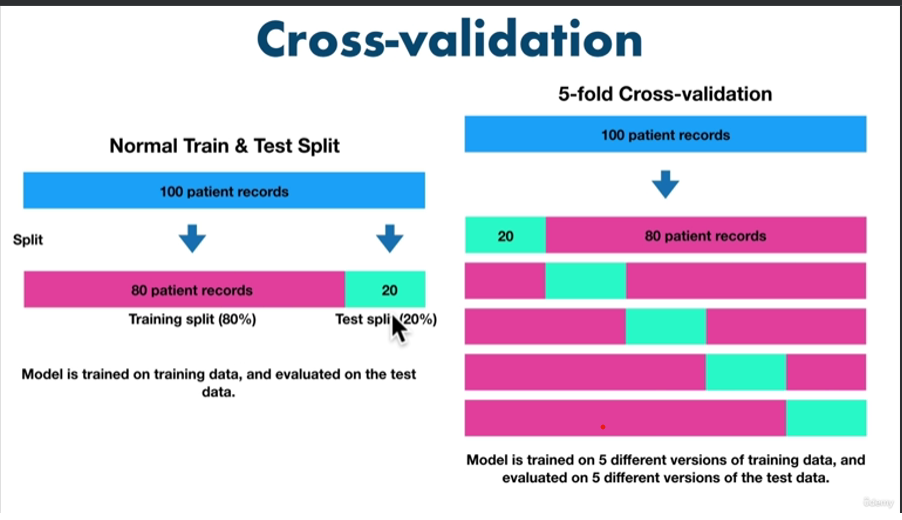 Cross-validation
Normal Train & Test Split
100 patient records
Split
80 patient records
20
Training split (80%)
Test split (20%)
Model is trained on training data, and evaluated on the test
data.
5-fold Cross-validation
100 patient records
20
80 patient records
Model is trained on 5 different versions of training data, and
evaluated on 5 different versions of the test data.
Udemy